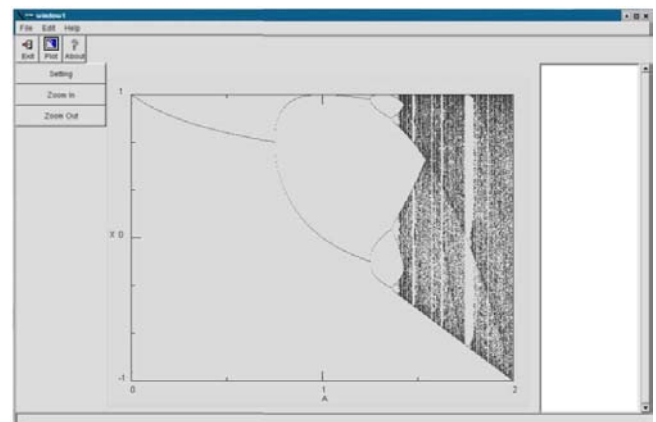 window1
File Edit Help
Exit Plot About
Setting
Zoom In
Zoom Out
1
X 0
-1
0 1 2
A